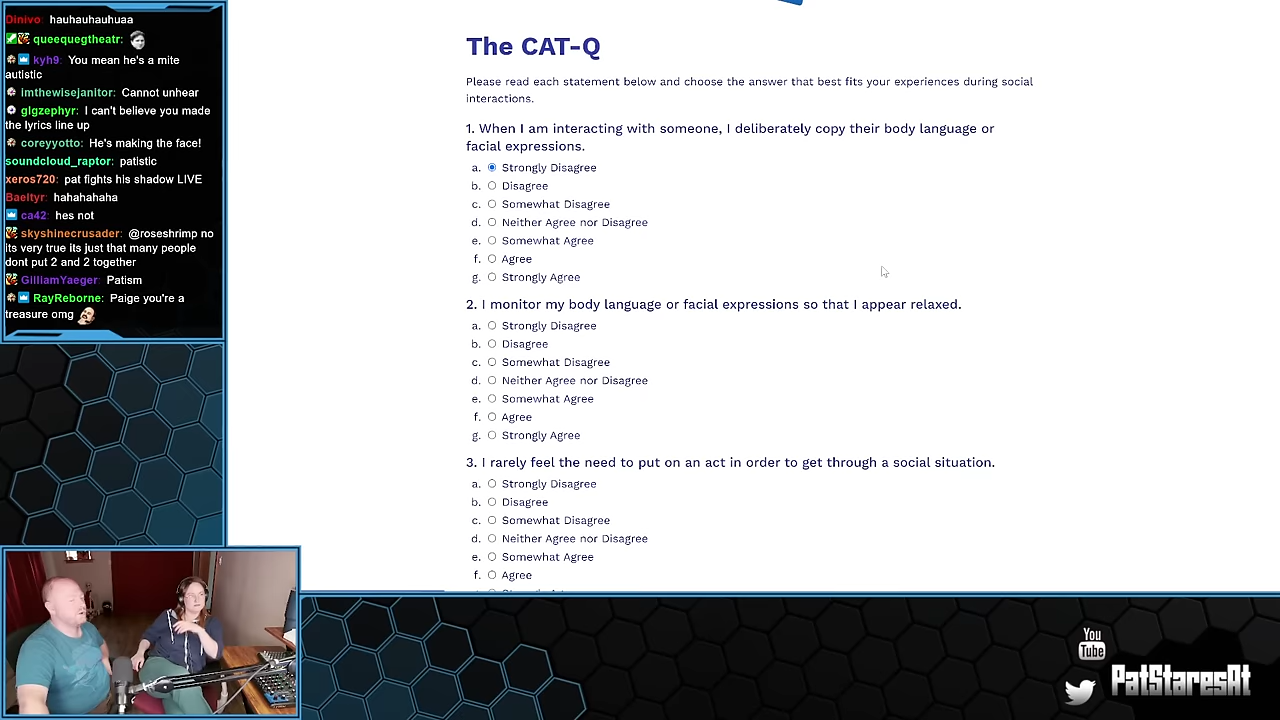 Dinivo hauhauhauhuaa
queequegtheatr:
kyh9: You mean he's a mite
autistic
imthewisejanitor: Cannot unhear
glgzephyr: I can't believe you made
the lyrics line up
coreyyotto: He's making the face!
soundcloud_raptor: patistic
xeros720: pat fights his shadow LIVE
Baeltyr: hahahahaha
ca42: hes not
skyshinecrusader: @roseshrimp no
its very true its just that many people
dont put 2 and 2 together
GilliamYaeger: Patism
RayReborne: Paige you're a
treasure omg
The CAT-Q
Please read each statement below and choose the answer that best fits your experiences during social
interactions.
1. When I am interacting with someone, I deliberately copy their body language or
facial expressions.
a. Strongly Disagree
b. Disagree
c. Somewhat Disagree
d. Neither Agree nor Disagree
e. Somewhat Agree
f. Agree
g. Strongly Agree
2. I monitor my body language or facial expressions so that I appear relaxed.
a. Strongly Disagree
b. Disagree
c. Somewhat Disagree
d. Neither Agree nor Disagree
e. Somewhat Agree
f. Agree
g. Strongly Agree
3. I rarely feel the need to put on an act in order to get through a social situation.
a. Strongly Disagree
b. Disagree
c. Somewhat Disagree
d. Neither Agree nor Disagree
e. Somewhat Agree
f. Agree
You
Tube
PatStaresAt